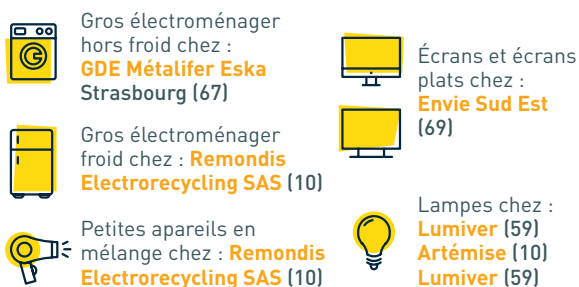 Gros électroménager
hors froid chez :
GDE Métalifer Eska
Strasbourg (67)
Gros électroménager
froid chez : Remondis
Electrorecycling SAS (10)
Petites appareils en
mélange chez : Remondis
Electrorecycling SAS (10)
Écrans et écrans
plats chez :
Envie Sud Est
(69)
Lampes chez :
Lumiver (59)
Artémise (10)
Lumiver (59)